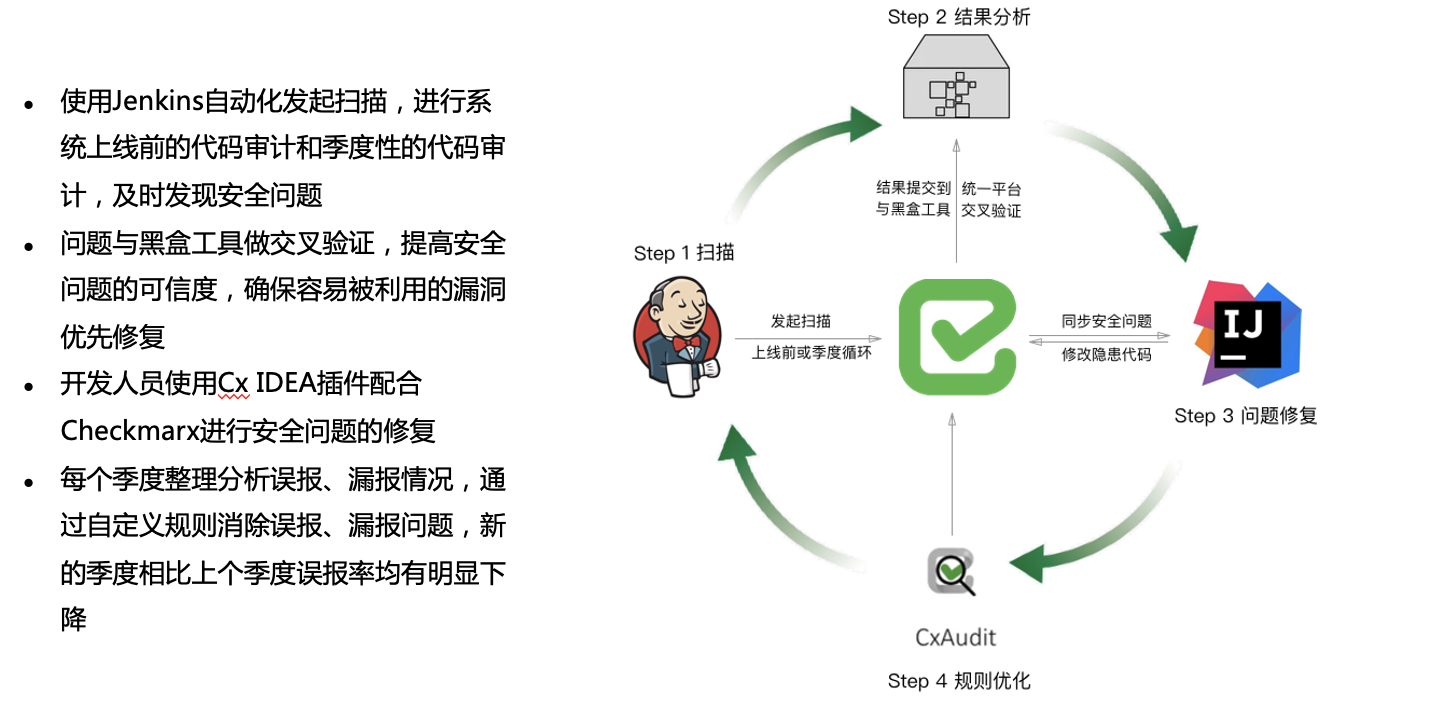 使用Jenkins自动化发起扫描，进行系
统上线前的代码审计和季度性的代码审
计，及时发现安全问题
问题与黑盒工具做交叉验证，提高安全
问题的可信度，确保容易被利用的漏洞
优先修复
开发人员使用Cx IDEA插件配合
Checkmarx进行安全问题的修复
每个季度整理分析误报、漏报情况，通
过自定义规则消除误报、漏报问题，新
的季度相比上个季度误报率均有明显下
降
Step 2 结果分析
结果提交到 统一平台
与黑盒工具 交叉验证
Step 1 扫描
发起扫描
上线前或季度循环
同步安全问题
修改隐患代码
IJ
Step 3 问题修复
CxAudit
Step 4 规则优化